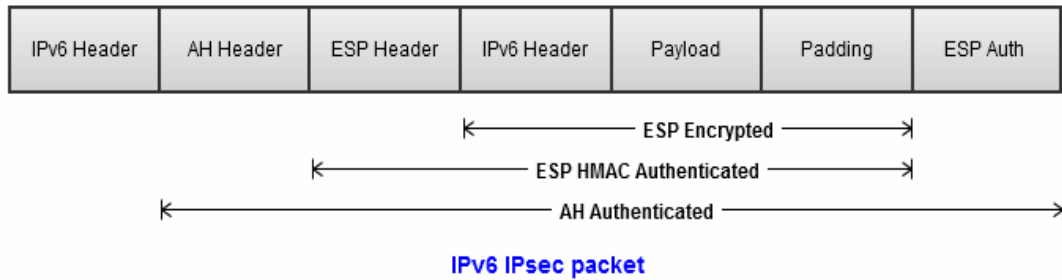 IPv6 Header AH Header ESP Header IPv6 Header Payload Padding ESP Auth
ESP Encrypted
ESP HMAC Authenticated
AH Authenticated
IPv6 IPsec packet